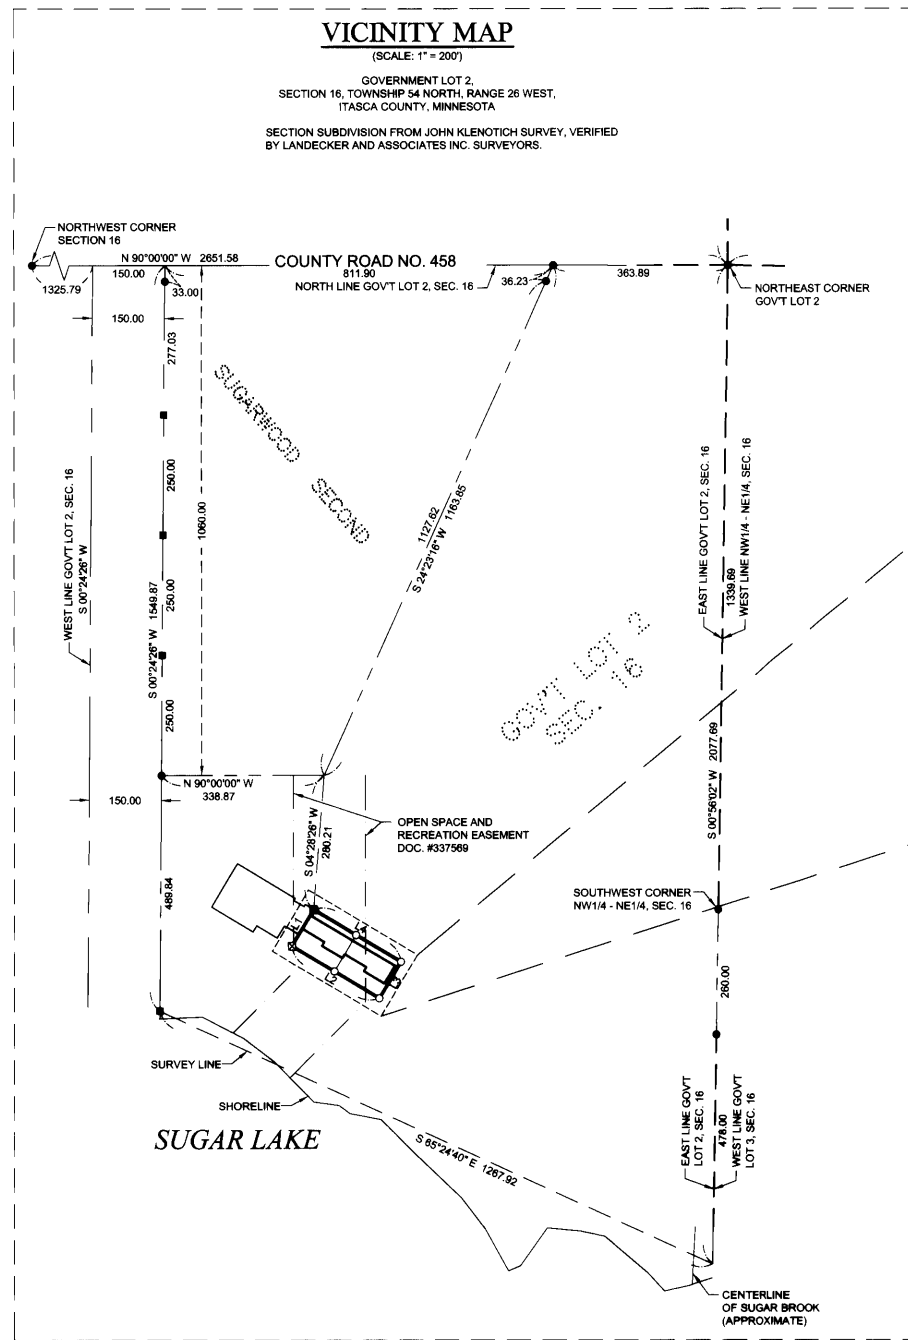 VICINITY MAP
(SCALE: 1" = 200')
GOVERNMENT LOT 2,
SECTION 16, TOWNSHIP 54 NORTH, RANGE 26 WEST,
ITASCA COUNTY, MINNESOTA
SECTION SUBDIVISION FROM JOHN KLENOTICH SURVEY, VERIFIED
BY LANDECKER AND ASSOCIATES INC. SURVEYORS.
NORTHWEST CORNER
SECTION 16
N 90°00'00" W 2651.58
COUNTY ROAD NO. 458
150.00
811.90
36.23
363.89
1325.79
33.00
NORTH LINE GOV'T LOT 2, SEC. 16
NORTHEAST CORNER
GOV'T LOT 2
150.00
277.03
SUGARWOOD SECOND
250.00
1060.00
WEST LINE GOV'T LOT 2, SEC. 16
S 00°24'26" W
1127.62
S 24°23'16" W 1163.85
EAST LINE GOV'T LOT 2, SEC. 16
1339.69
WEST LINE NW1/4 - NE1/4, SEC. 16
250.00
S 00°24'26" W 1549.87
GOV'T LOT 2
SEC. 16
250.00
S 00°56'02" W 2077.69
N 90°00'00" W
338.87
150.00
OPEN SPACE AND
RECREATION EASEMENT
DOC. #337569
S 04°28'26" W
280.21
489.84
SOUTHWEST CORNER
NW1/4 - NE1/4, SEC. 16
L1
L4
L2
L3
260.00
SURVEY LINE
SHORELINE
SUGAR LAKE
S 65°24'40" E 1267.92
EAST LINE GOV'T
LOT 2, SEC. 16
478.00
WEST LINE GOV'T
LOT 3, SEC. 16
CENTERLINE
OF SUGAR BROOK
(APPROXIMATE)